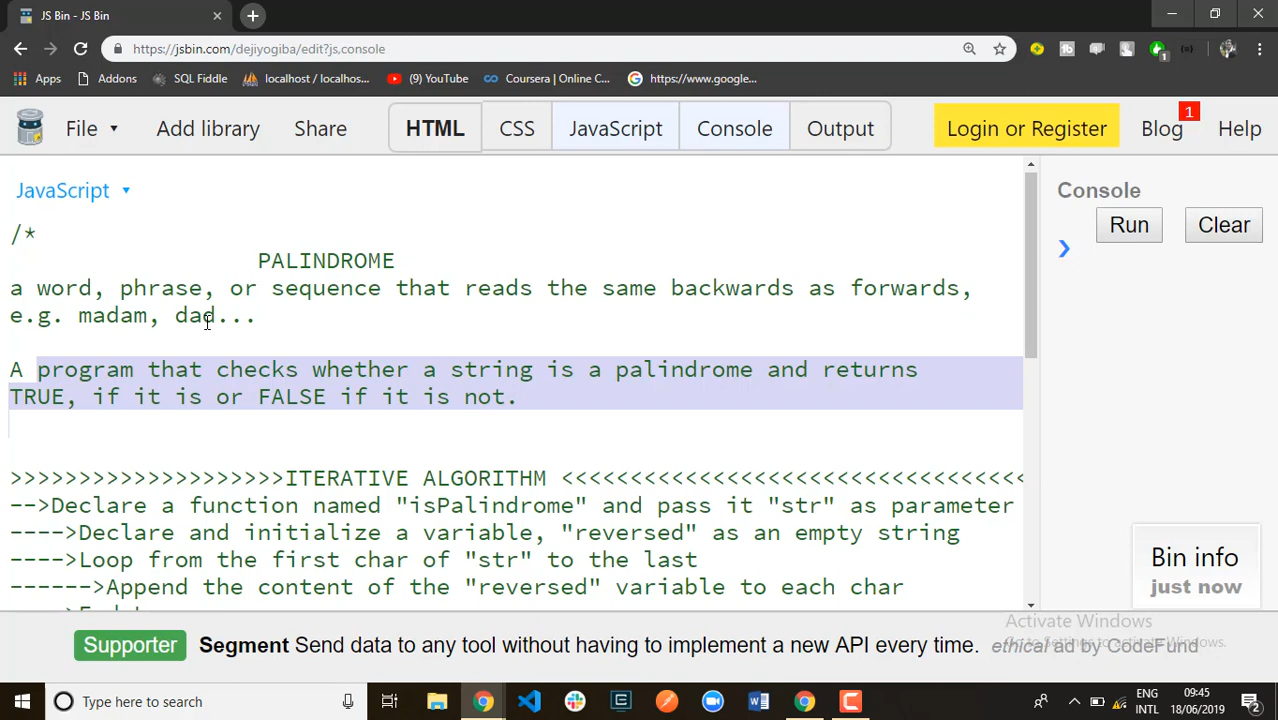 JS Bin - JS Bin
https://jsbin.com/dejiyogiba/edit?js,console
Apps Addons SQL Fiddle localhost / localhos... (9) YouTube Coursera | Online C... https://www.google...
File Add library Share HTML CSS JavaScript Console Output Login or Register Blog 1 Help
JavaScript
Console
Run Clear
/*
PALINDROME
a word, phrase, or sequence that reads the same backwards as forwards,
e.g. madam, dad...
A program that checks whether a string is a palindrome and returns
TRUE, if it is or FALSE if it is not.
>>>>>>>>>>>>>>>>>>>>ITERATIVE ALGORITHM <<<<<<<<<<<<<<<<<<<<<<<<<<<<<<<<<<
-->Declare a function named "isPalindrome" and pass it "str" as parameter
---->Declare and initialize a variable, "reversed" as an empty string
---->Loop from the first char of "str" to the last
------>Append the content of the "reversed" variable to each char
Bin info
just now
Activate Windows
Go to Settings to activate Windows.
Supporter Segment Send data to any tool without having to implement a new API every time. ethical ad by CodeFund
Type here to search
ENG
INTL
09:45
18/06/2019
2